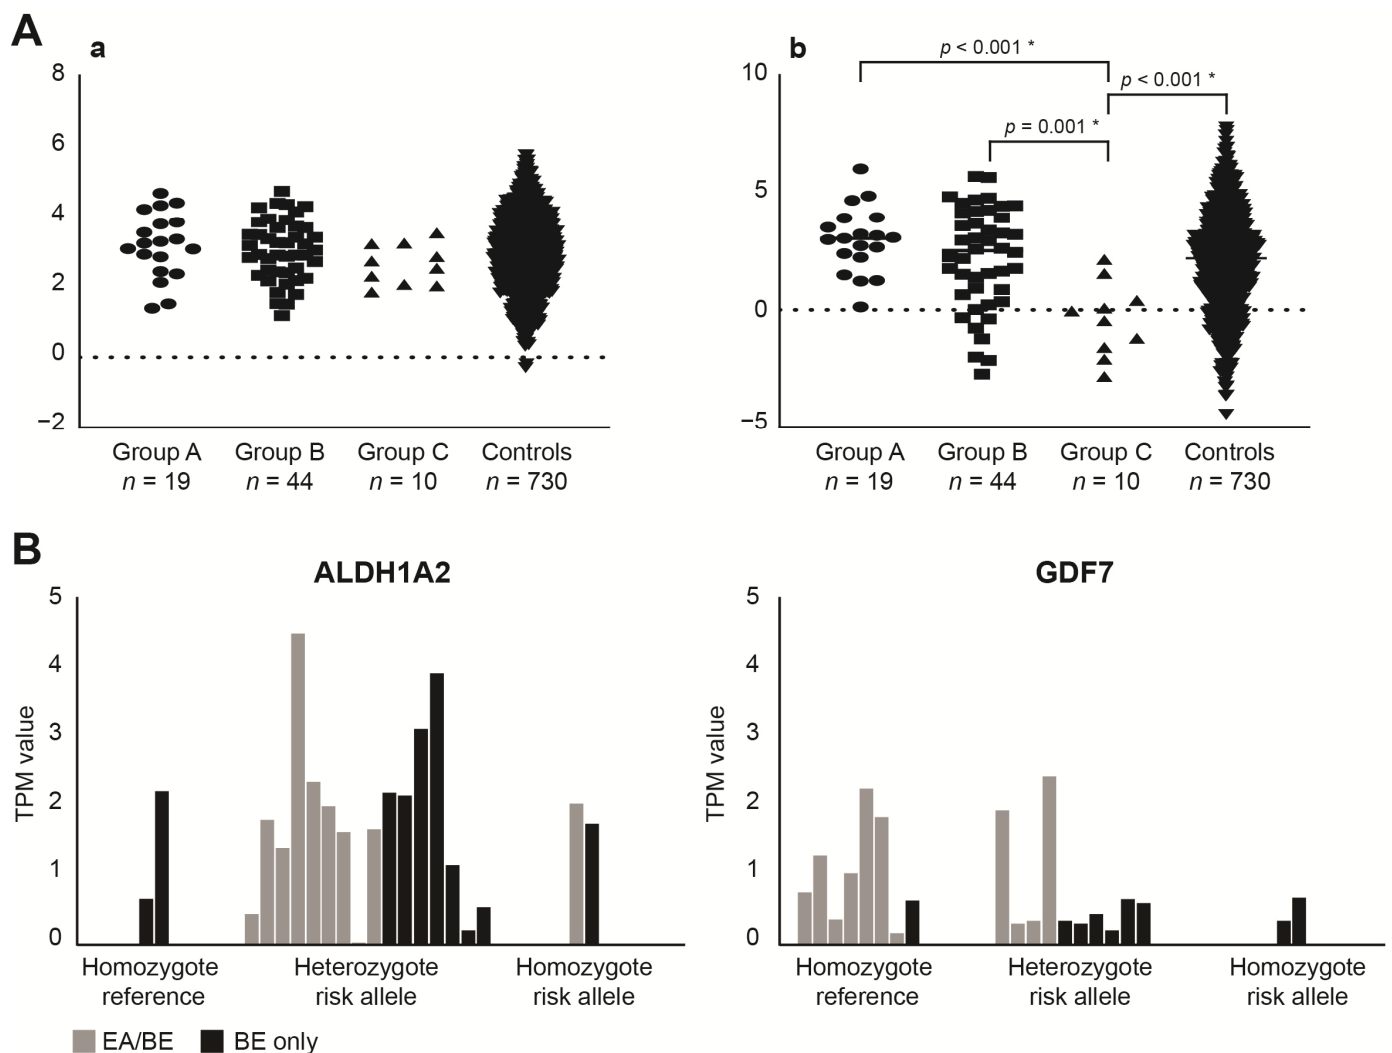 A
a
8
6
4
2
0
−2
Group A
n = 19
Group B
n = 44
Group C
n = 10
Controls
n = 730
b
p < 0.001 *
p < 0.001 *
p = 0.001 *
10
5
0
−5
Group A
n = 19
Group B
n = 44
Group C
n = 10
Controls
n = 730
B
ALDH1A2
TPM value
5
4
3
2
1
0
Homozygote
reference
Heterozygote
risk allele
Homozygote
risk allele
GDF7
TPM value
5
4
3
2
1
0
Homozygote
reference
Heterozygote
risk allele
Homozygote
risk allele
EA/BE
BE only